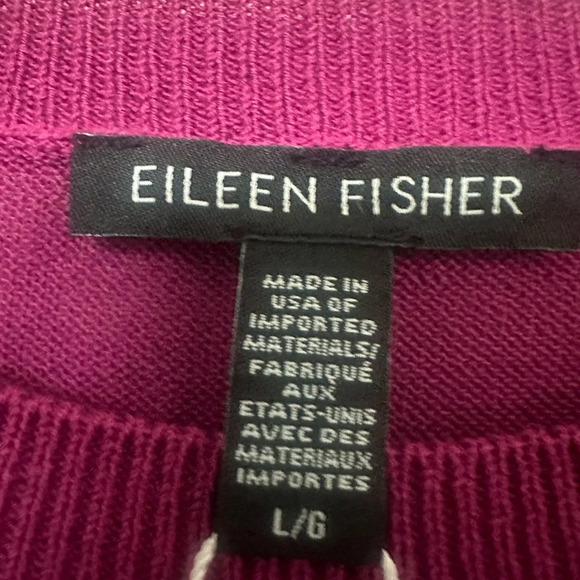 EILEEN FISHER
MADE IN
USA OF
IMPORTED
MATERIALS/
FABRIQUÉ
AUX
ETATS-UNIS
AVEC DES
MATERIAUX
IMPORTES
L/G